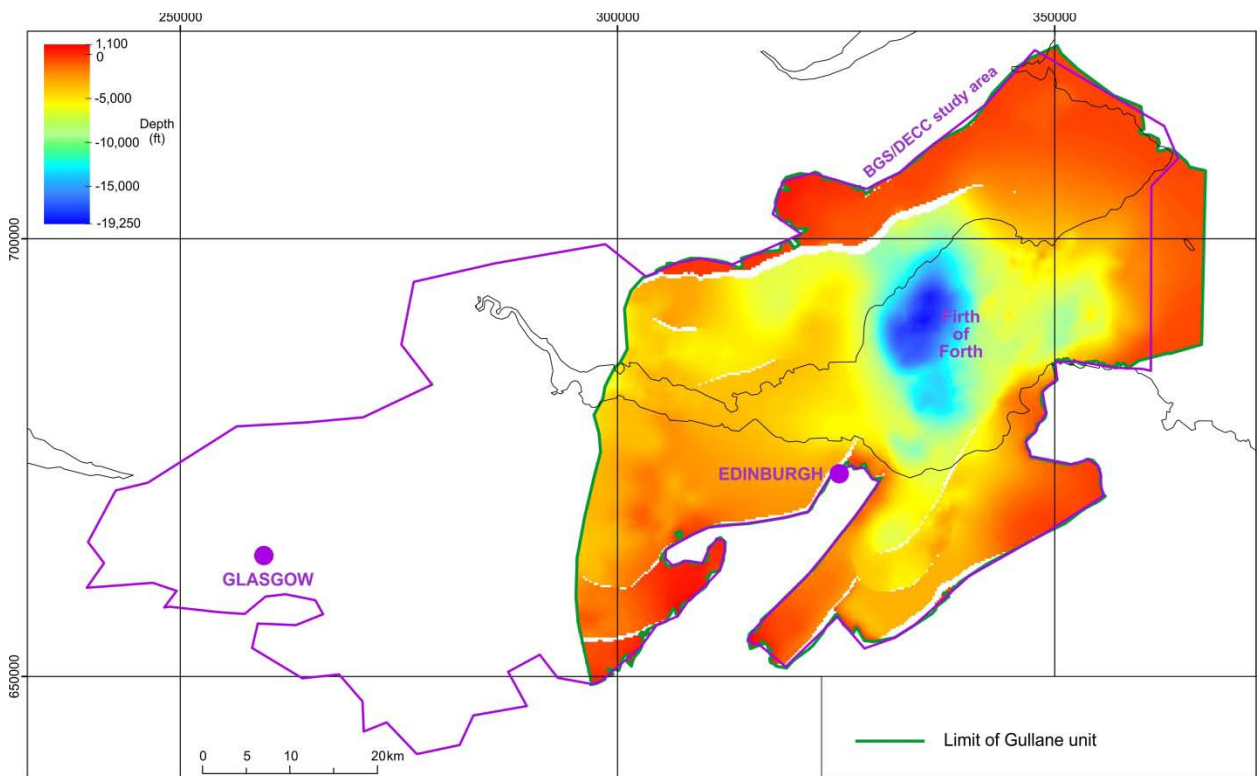 250000
300000
350000
1,100
0
-5,000
Depth
(ft)
-10,000
-15,000
-19,250
BGS/DECC study area
700000
Firth
of
Forth
EDINBURGH
GLASGOW
650000
0 5 10 20km
Limit of Gullane unit